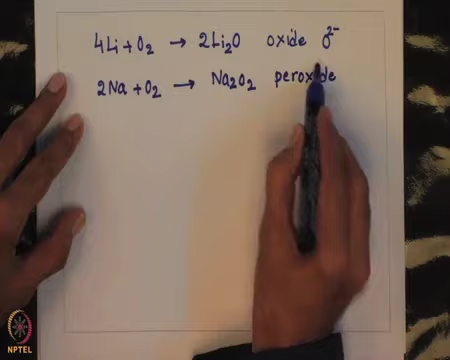 4Li + O₂ → 2Li₂O oxide O²⁻
2Na + O₂ → Na₂O₂ peroxide
NPTEL